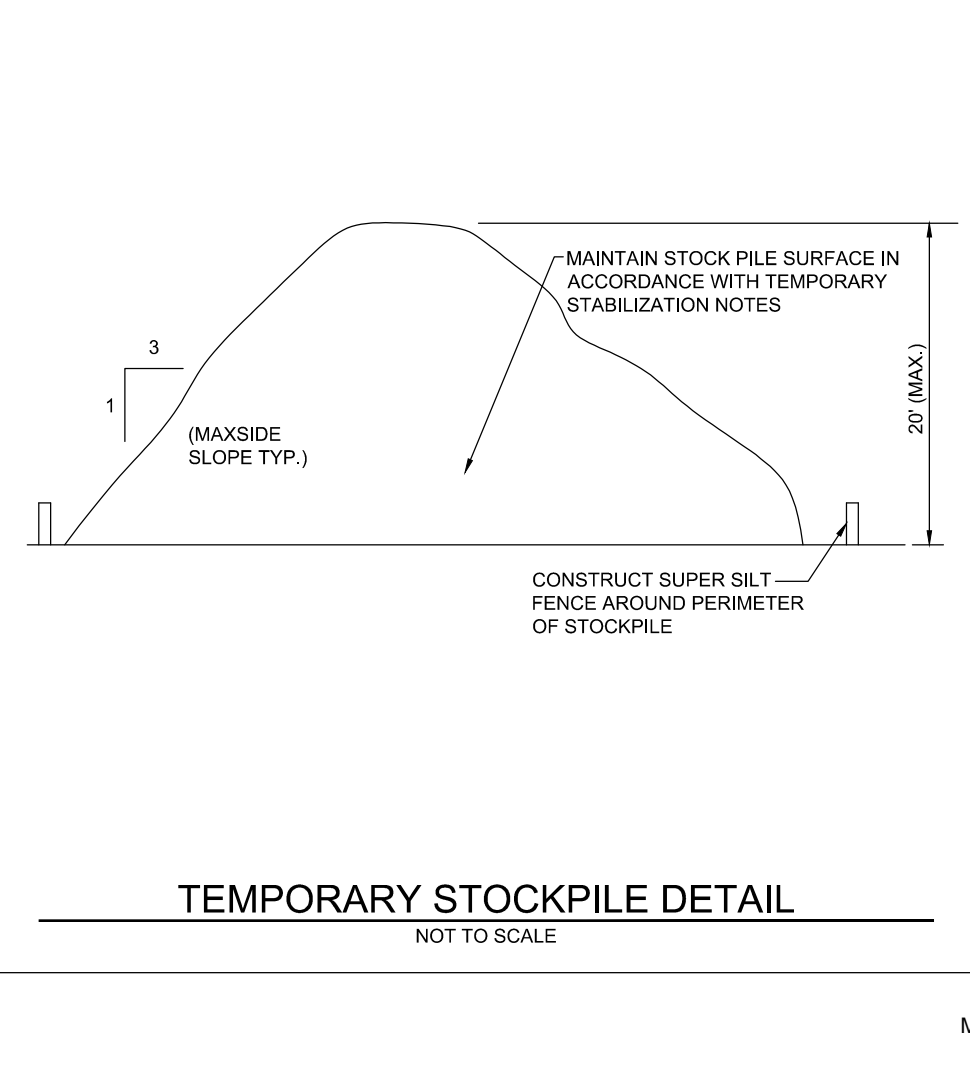 MAINTAIN STOCK PILE SURFACE IN
ACCORDANCE WITH TEMPORARY
STABILIZATION NOTES
3
1
(MAXSIDE
SLOPE TYP.)
20' (MAX.)
CONSTRUCT SUPER SILT
FENCE AROUND PERIMETER
OF STOCKPILE
TEMPORARY STOCKPILE DETAIL
NOT TO SCALE
M